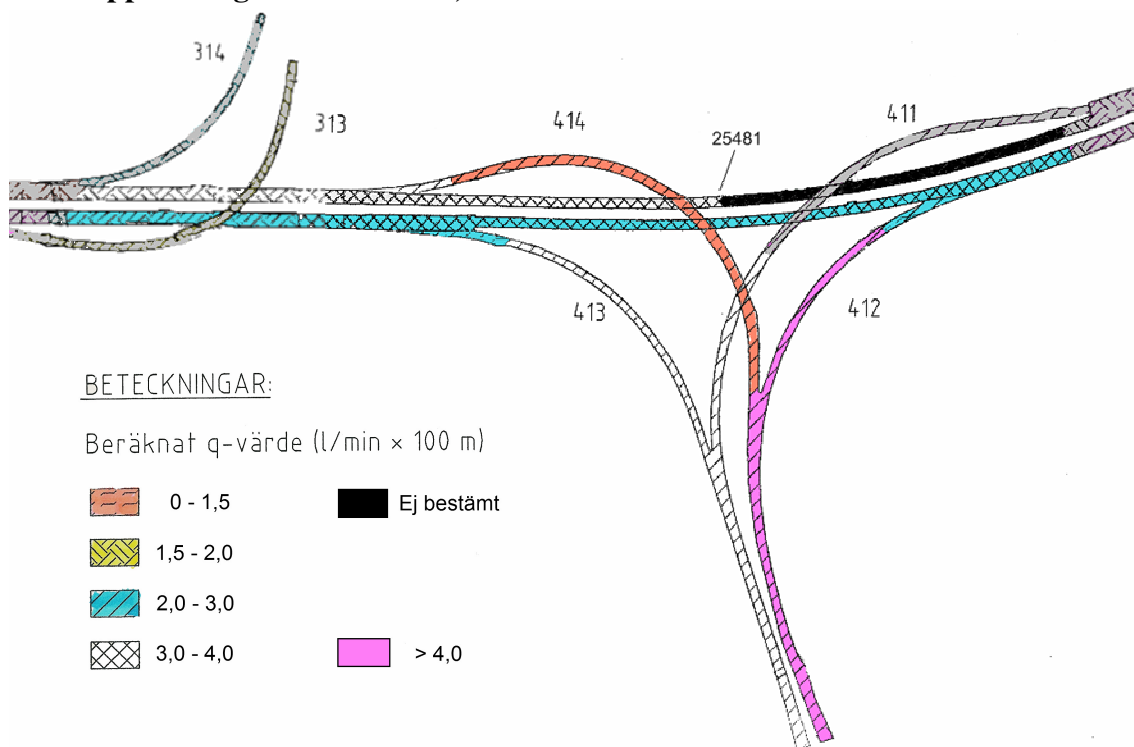 314
313
414
411
25481
413
412
BETECKNINGAR:
Beräknat q-värde (l/min × 100 m)
0 - 1,5
Ej bestämt
1,5 - 2,0
2,0 - 3,0
3,0 - 4,0
> 4,0